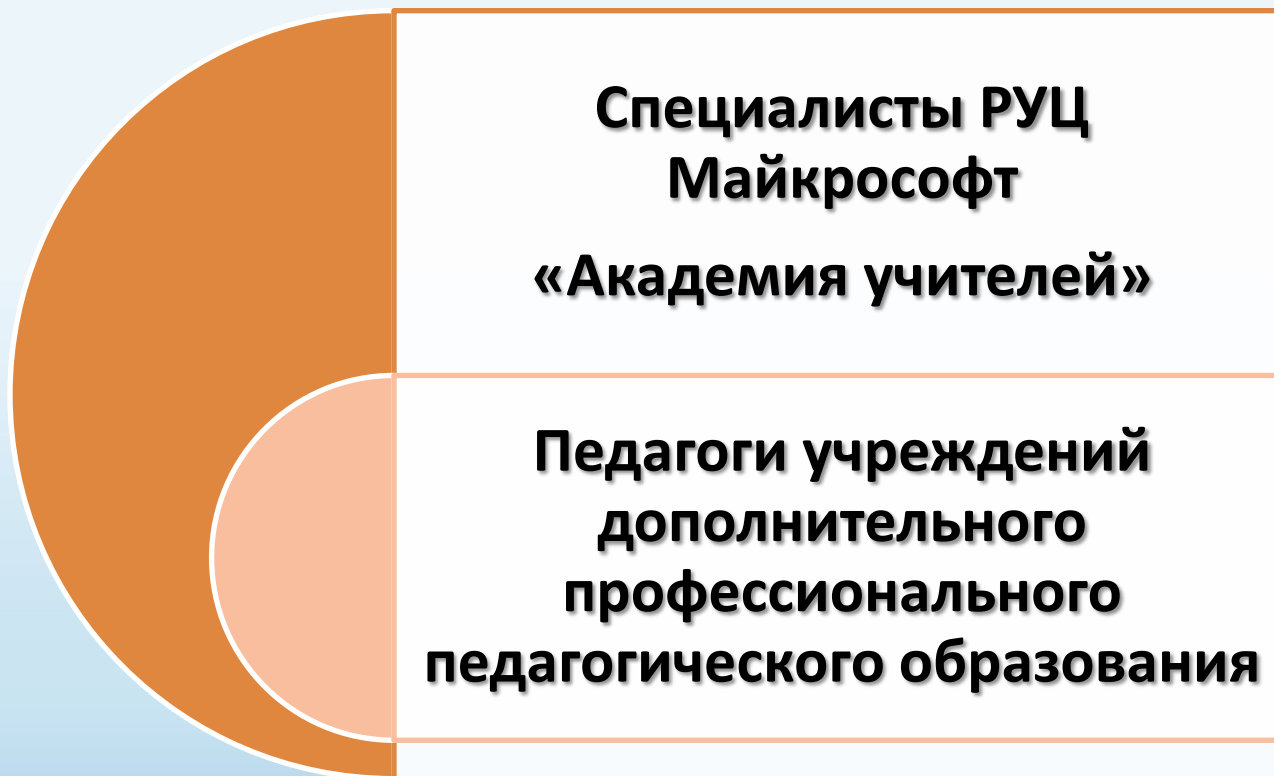 Специалисты РУЦ
Майкрософт
«Академия учителей»
Педагоги учреждений
дополнительного
профессионального
педагогического образования